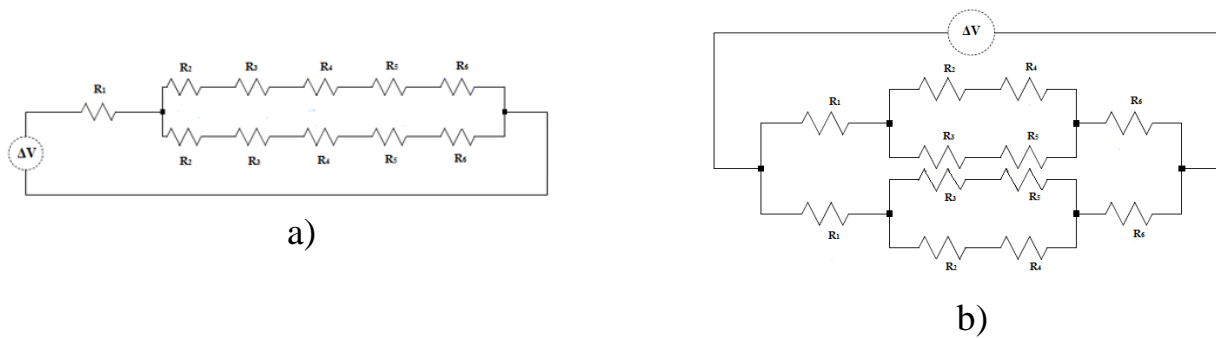 R₁
R₂ R₃ R₄ R₅ R₆
ΔV
R₂ R₃ R₄ R₅ R₆
a)
ΔV
R₂ R₄
R₁ R₆
R₃ R₅
R₃ R₅
R₁ R₆
R₂ R₄
b)